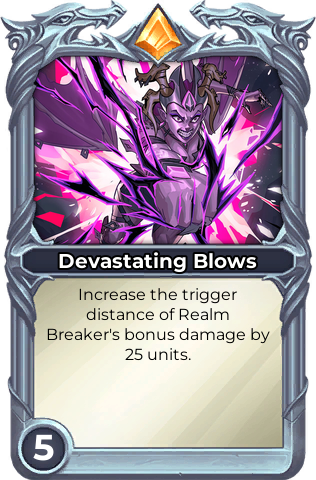 Devastating Blows
Increase the trigger
distance of Realm
Breaker's bonus damage by
25 units.
5